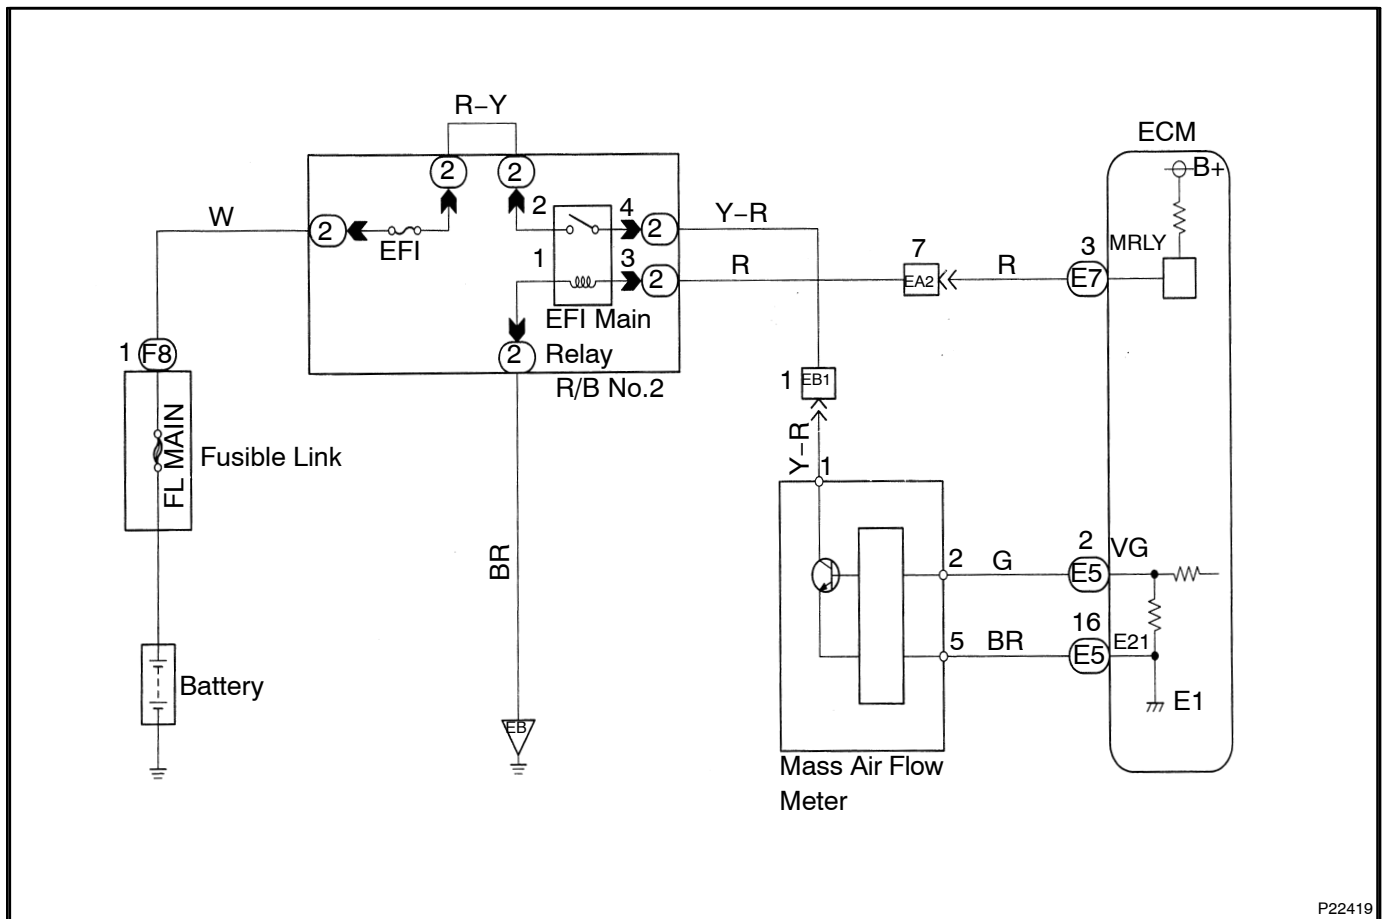 R–Y
ECM
B+
2
2
W
2
EFI
2
4
2
Y–R
1
3
2
R
7
EA2
R
3
MRLY
E7
EFI Main
Relay
2
R/B No.2
1
F8
1
EB1
FL MAIN
Fusible Link
Y–R
1
BR
2
G
2
VG
E5
5
BR
16
E21
E5
Battery
E1
EB
Mass Air Flow
Meter
P22419